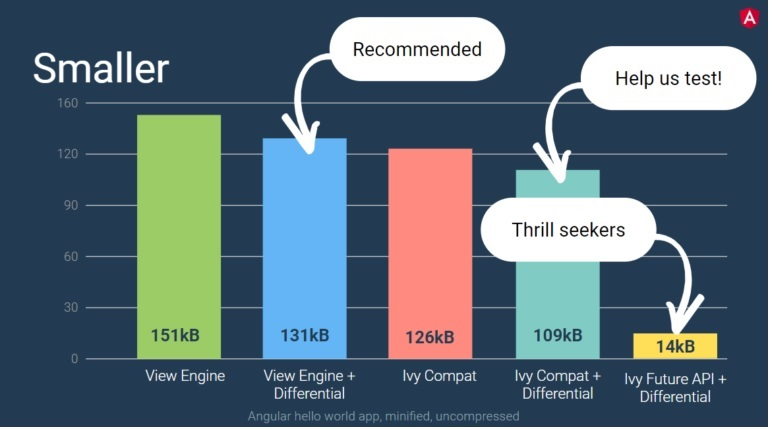 Smaller
Recommended
Help us test!
Thrill seekers
160
120
90
60
30
0
151kB
131kB
126kB
109kB
14kB
View Engine
View Engine +
Differential
Ivy Compat
Ivy Compat +
Differential
Ivy Future API +
Differential
Angular hello world app, minified, uncompressed
A